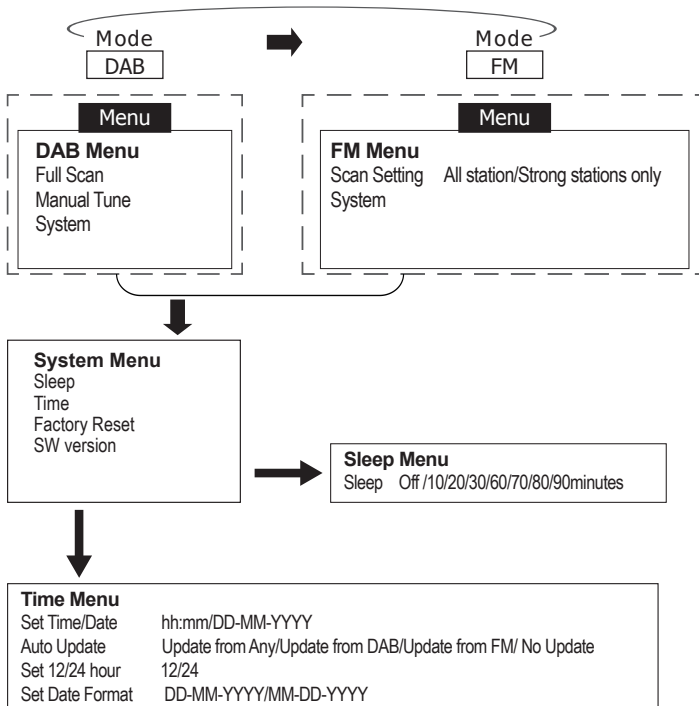 Mode Mode
DAB FM
Menu Menu
DAB Menu
Full Scan
Manual Tune
System
FM Menu
Scan Setting All station/Strong stations only
System
System Menu
Sleep
Time
Factory Reset
SW version
Sleep Menu
Sleep Off /10/20/30/60/70/80/90minutes
Time Menu
Set Time/Date hh:mm/DD-MM-YYYY
Auto Update Update from Any/Update from DAB/Update from FM/ No Update
Set 12/24 hour 12/24
Set Date Format DD-MM-YYYY/MM-DD-YYYY